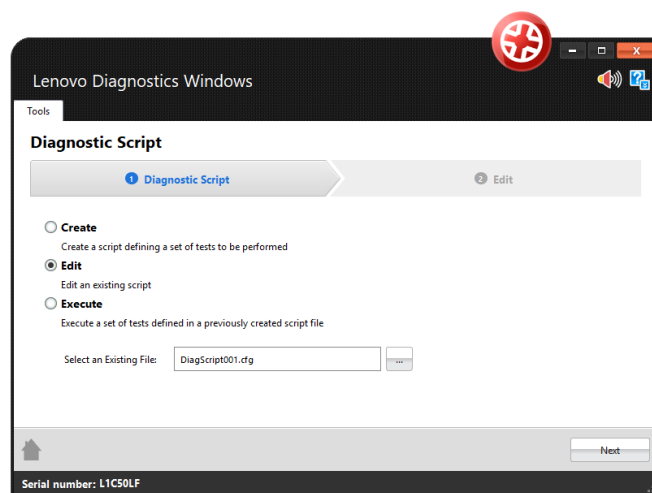 Lenovo Diagnostics Windows
Tools
Diagnostic Script
1 Diagnostic Script 2 Edit
Create
Create a script defining a set of tests to be performed
Edit
Edit an existing script
Execute
Execute a set of tests defined in a previously created script file
Select an Existing File: DiagScript001.cfg ...
Next
Serial number: L1C50LF